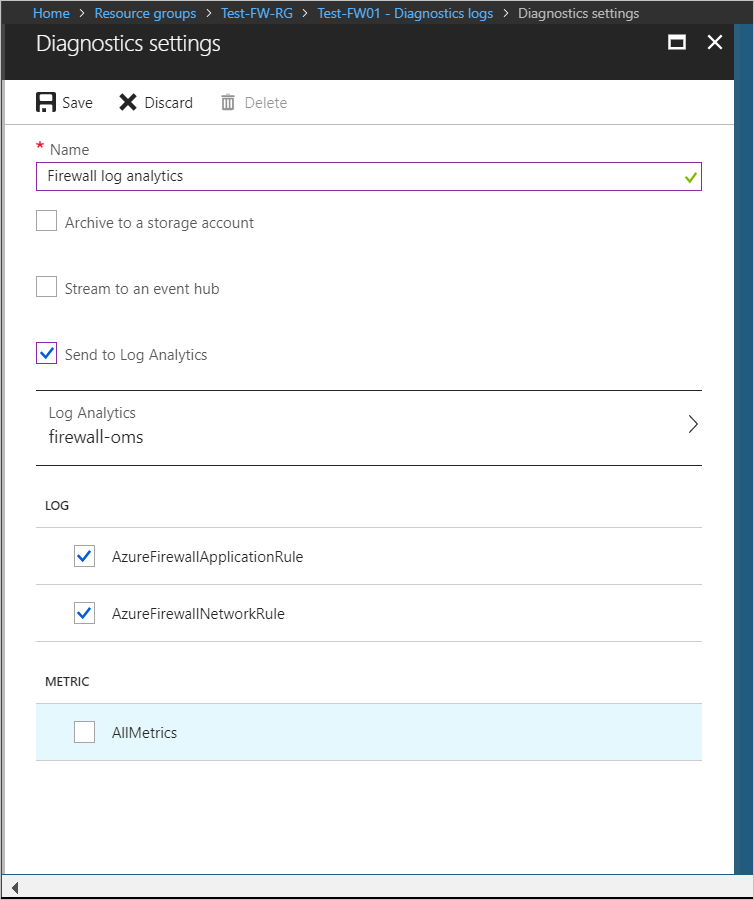 Home > Resource groups > Test-FW-RG > Test-FW01 - Diagnostics logs > Diagnostics settings
Diagnostics settings
Save Discard Delete
* Name
Firewall log analytics
Archive to a storage account
Stream to an event hub
Send to Log Analytics
Log Analytics
firewall-oms
LOG
AzureFirewallApplicationRule
AzureFirewallNetworkRule
METRIC
AllMetrics